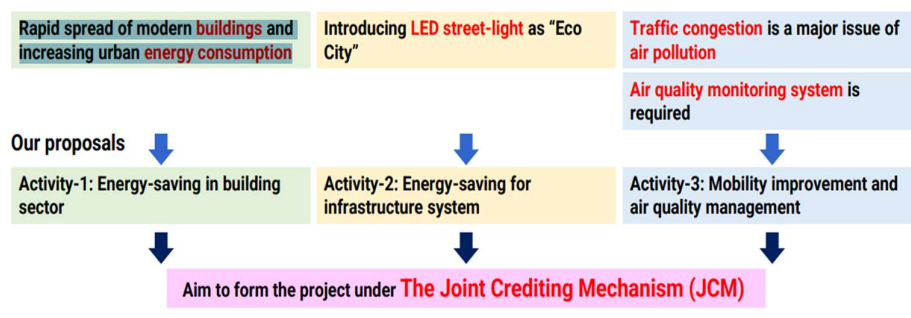 Rapid spread of modern buildings and
increasing urban energy consumption
Introducing LED street-light as “Eco
City”
Traffic congestion is a major issue of
air pollution
Air quality monitoring system is
required
Our proposals
Activity-1: Energy-saving in building
sector
Activity-2: Energy-saving for
infrastructure system
Activity-3: Mobility improvement and
air quality management
Aim to form the project under The Joint Crediting Mechanism (JCM)